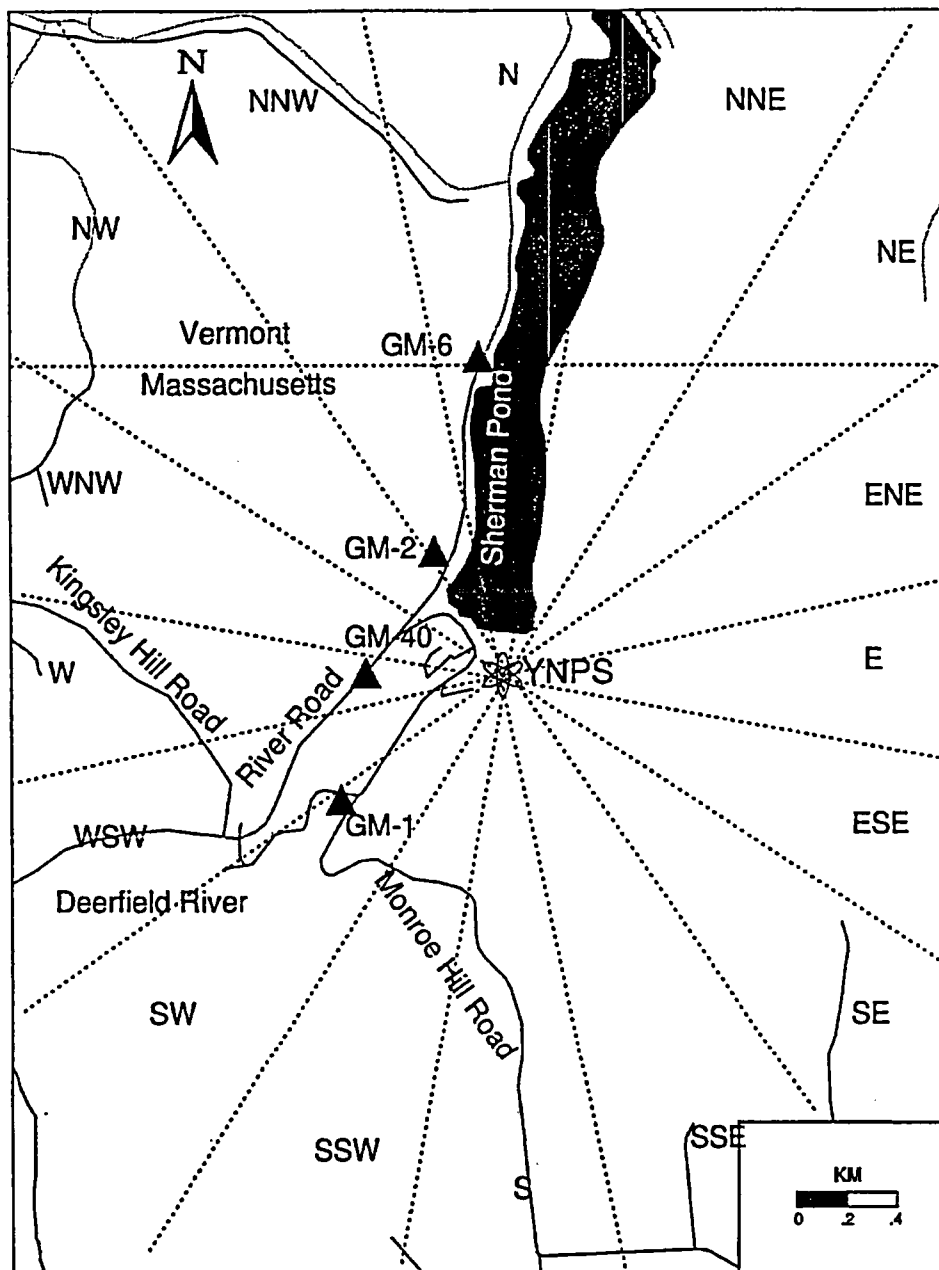 N
N
NNW
NNE
NW
NE
Vermont
GM-6
Massachusetts
Sherman Pond
WNW
ENE
GM-2
Kingsley Hill Road
GM-40
W
YNPS
E
River Road
GM-1
WSW
ESE
Deerfield River
Monroe Hill Road
SW
SE
SSW
SSE
S
KM
0 .2 .4